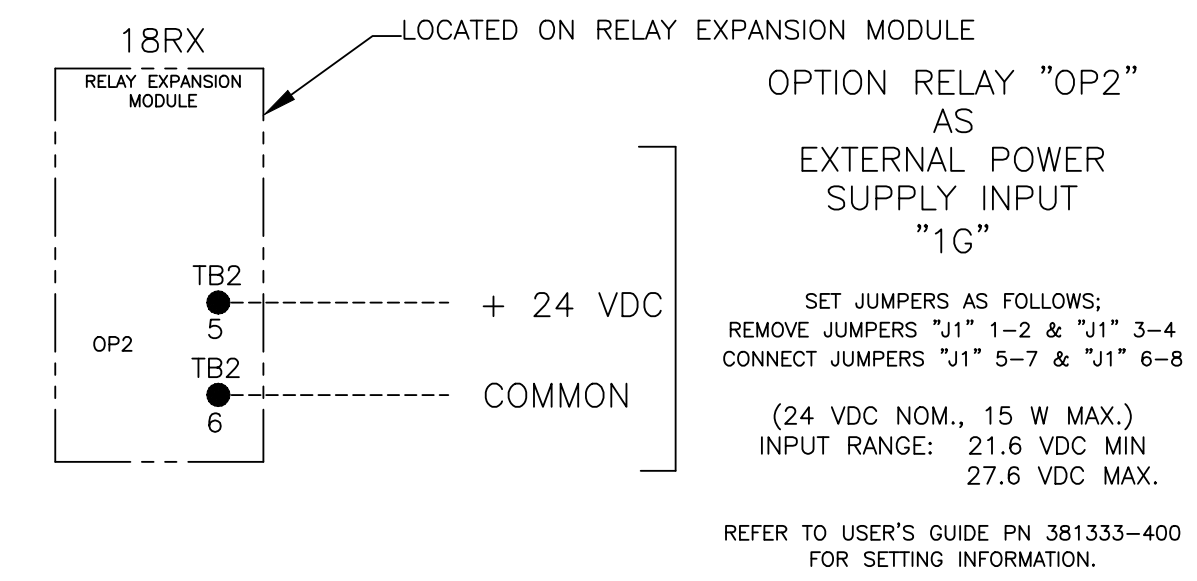 18RX
RELAY EXPANSION
MODULE
LOCATED ON RELAY EXPANSION MODULE
TB2
5
+ 24 VDC
OP2
TB2
6
COMMON
OPTION RELAY "OP2"
AS
EXTERNAL POWER
SUPPLY INPUT
"1G"
SET JUMPERS AS FOLLOWS;
REMOVE JUMPERS "J1" 1-2 & "J1" 3-4
CONNECT JUMPERS "J1" 5-7 & "J1" 6-8
(24 VDC NOM., 15 W MAX.)
INPUT RANGE: 21.6 VDC MIN
27.6 VDC MAX.
REFER TO USER'S GUIDE PN 381333-400
FOR SETTING INFORMATION.